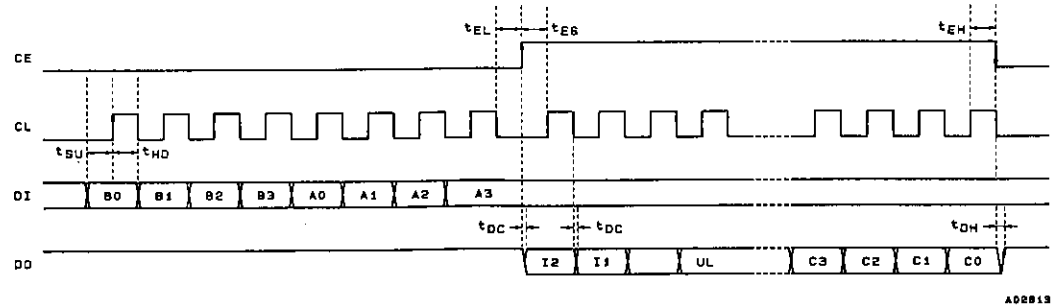 tEL tES tEH
CE
CL
tSU tHD
DI B0 B1 B2 B3 A0 A1 A2 A3
tDC tDC tDH
DO I2 I1 UL C3 C2 C1 C0
A02813